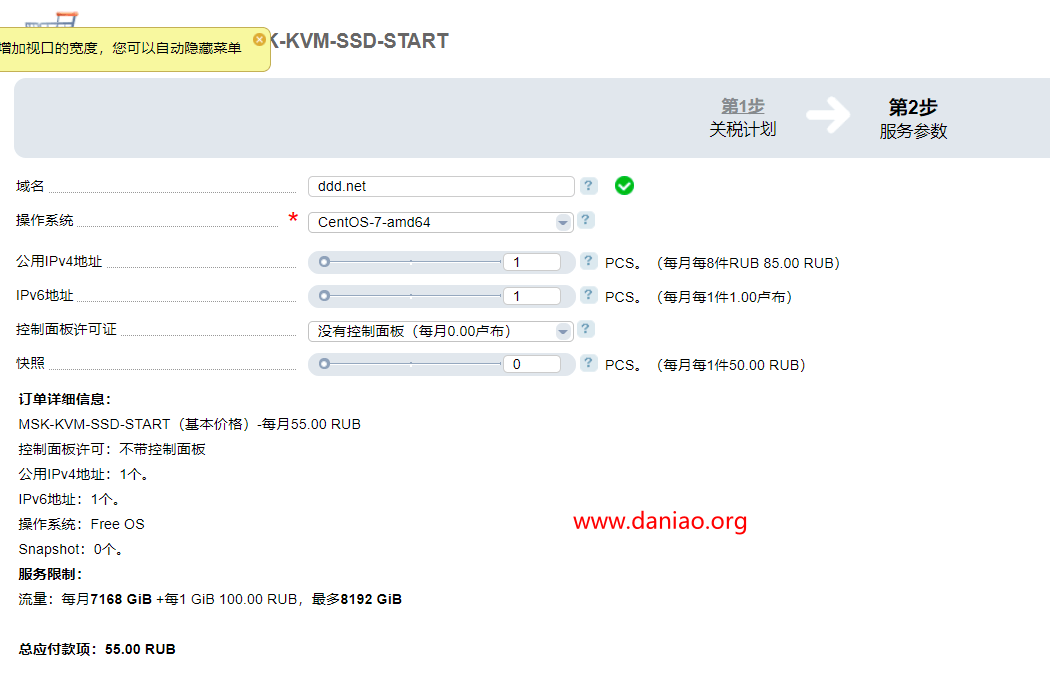 增加视口的宽度，您可以自动隐藏菜单
K-KVM-SSD-START
第1步
关税计划
第2步
服务参数
域名 ddd.net ?
操作系统 * CentOS-7-amd64 ?
公用IPv4地址 1 ? PCS。（每月每8件RUB 85.00 RUB）
IPv6地址 1 ? PCS。（每月每1件1.00卢布）
控制面板许可证 没有控制面板（每月0.00卢布） ?
快照 0 ? PCS。（每月每1件50.00 RUB）
订单详细信息：
MSK-KVM-SSD-START（基本价格）-每月55.00 RUB
控制面板许可：不带控制面板
公用IPv4地址：1个。
IPv6地址：1个。
操作系统：Free OS
www.daniao.org
Snapshot：0个。
服务限制：
流量：每月7168 GiB +每1 GiB 100.00 RUB，最多8192 GiB
总应付款项：55.00 RUB